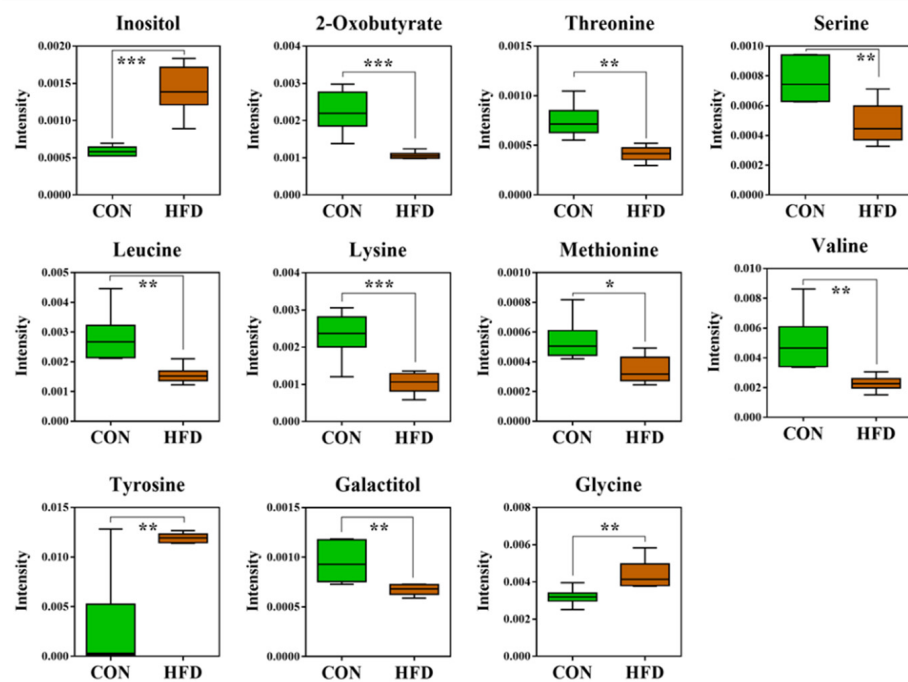 Inositol
Intensity
0.0020
0.0015
0.0010
0.0005
0.0000
***
CON HFD
2-Oxobutyrate
Intensity
0.004
0.003
0.002
0.001
0.000
***
CON HFD
Threonine
Intensity
0.0015
0.0010
0.0005
0.0000
**
CON HFD
Serine
Intensity
0.0010
0.0008
0.0006
0.0004
0.0002
0.0000
**
CON HFD
Leucine
Intensity
0.005
0.004
0.003
0.002
0.001
0.000
**
CON HFD
Lysine
Intensity
0.004
0.003
0.002
0.001
0.000
***
CON HFD
Methionine
Intensity
0.0010
0.0008
0.0006
0.0004
0.0002
0.0000
*
CON HFD
Valine
Intensity
0.010
0.008
0.006
0.004
0.002
0.000
**
CON HFD
Tyrosine
Intensity
0.015
0.010
0.005
0.000
**
CON HFD
Galactitol
Intensity
0.0015
0.0010
0.0005
0.0000
**
CON HFD
Glycine
Intensity
0.008
0.006
0.004
0.002
0.000
**
CON HFD